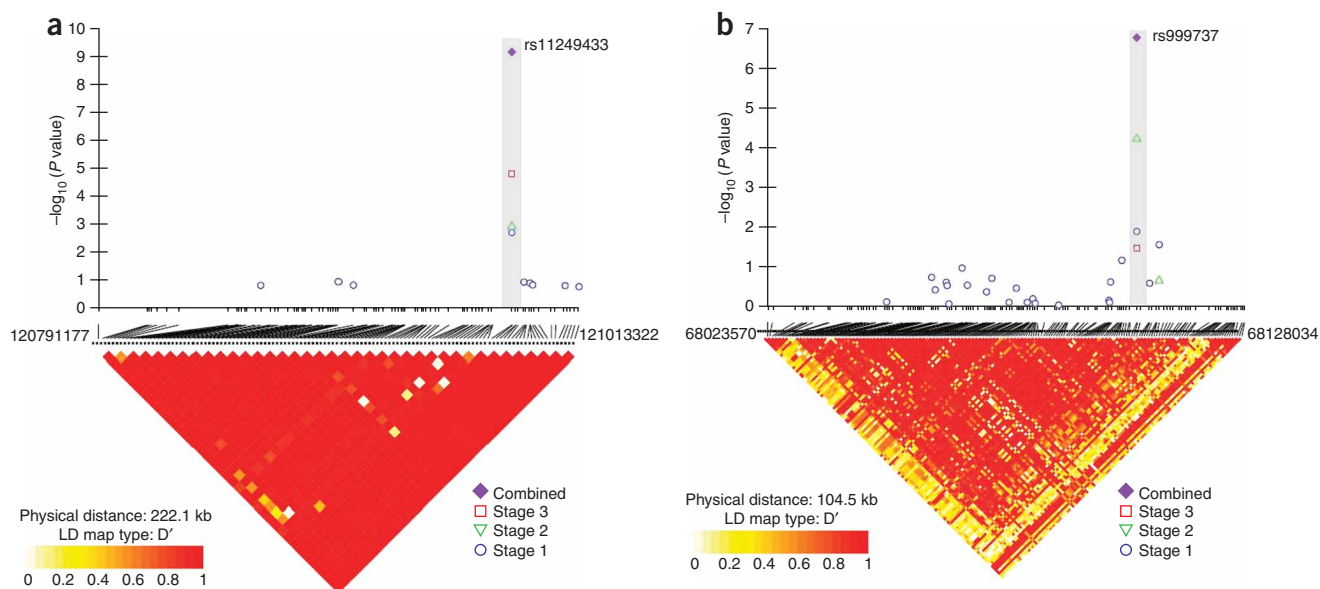 a
10
9
8
7
6
5
4
3
2
1
0
−log10 (P value)
rs11249433
120791177
121013322
Physical distance: 222.1 kb
LD map type: D′
0 0.2 0.4 0.6 0.8 1
Combined
Stage 3
Stage 2
Stage 1
b
7
6
5
4
3
2
1
0
−log10 (P value)
rs999737
68023570
68128034
Physical distance: 104.5 kb
LD map type: D′
0 0.2 0.4 0.6 0.8 1
Combined
Stage 3
Stage 2
Stage 1